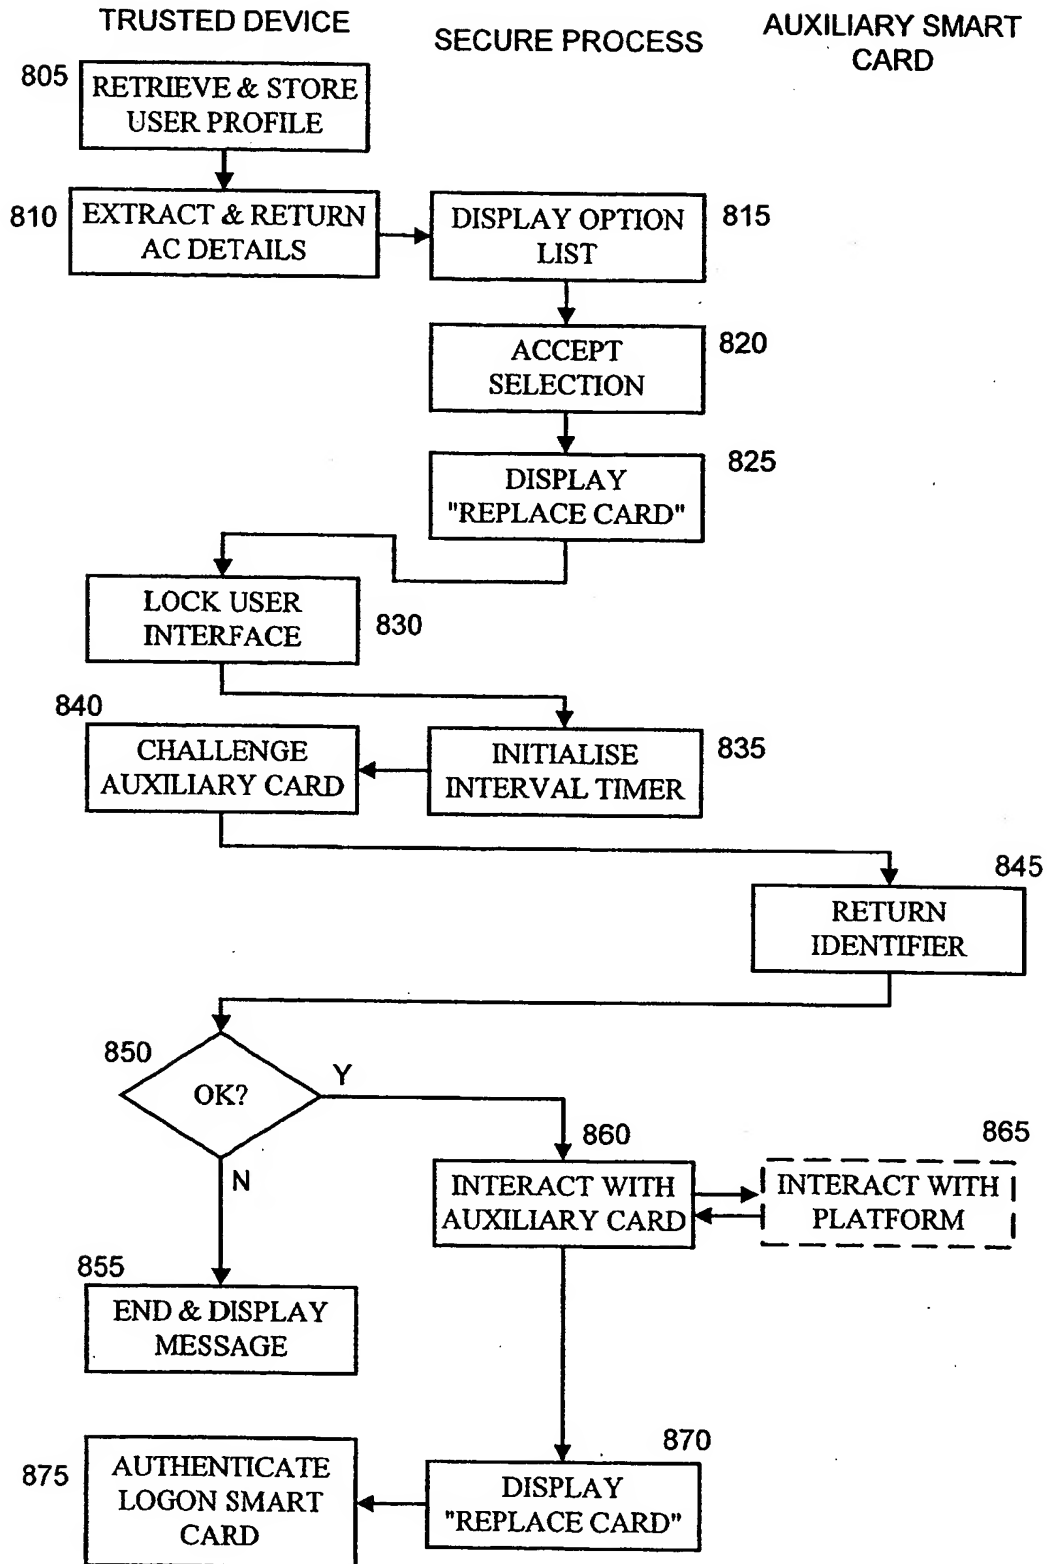 TRUSTED DEVICE
SECURE PROCESS
AUXILIARY SMART
CARD
805
RETRIEVE & STORE
USER PROFILE
810
EXTRACT & RETURN
AC DETAILS
DISPLAY OPTION
LIST
815
ACCEPT
SELECTION
820
DISPLAY
"REPLACE CARD"
825
LOCK USER
INTERFACE
830
840
CHALLENGE
AUXILIARY CARD
INITIALISE
INTERVAL TIMER
835
845
RETURN
IDENTIFIER
850
OK?
Y
N
860
INTERACT WITH
AUXILIARY CARD
865
INTERACT WITH
PLATFORM
855
END & DISPLAY
MESSAGE
870
DISPLAY
"REPLACE CARD"
875
AUTHENTICATE
LOGON SMART
CARD